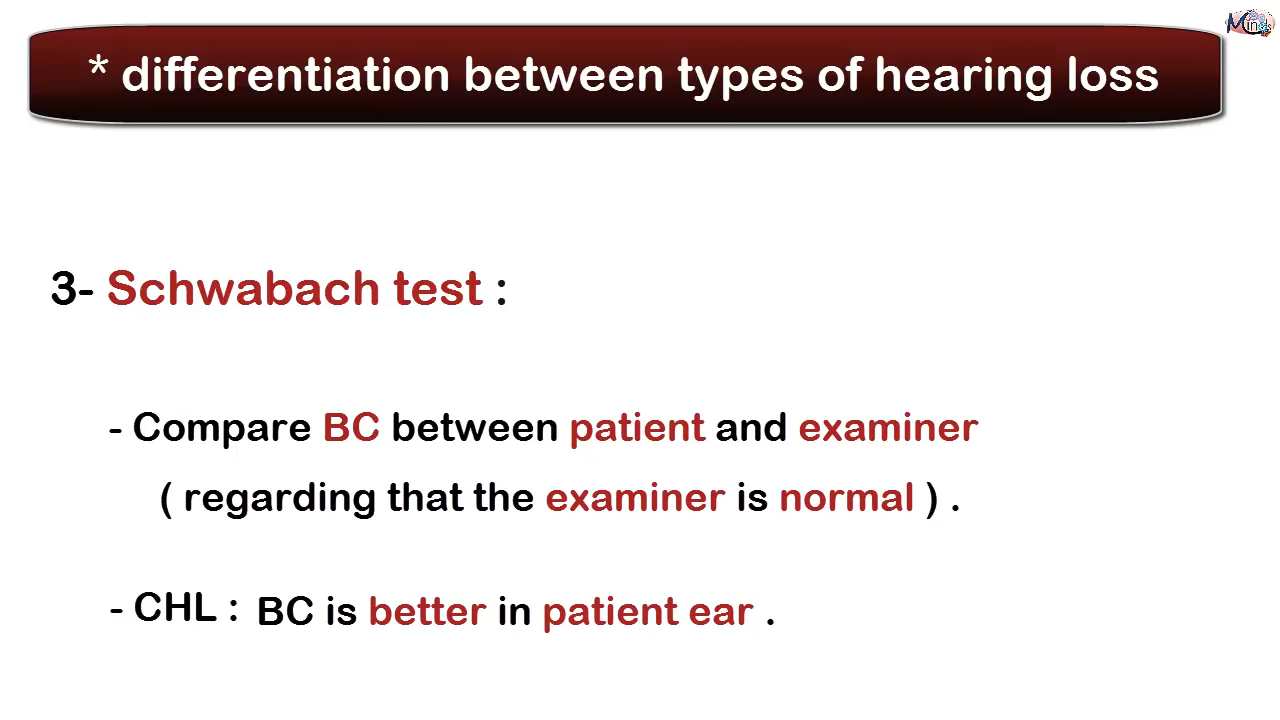 Minds
* differentiation between types of hearing loss
3- Schwabach test :
- Compare BC between patient and examiner
( regarding that the examiner is normal ) .
- CHL : BC is better in patient ear .